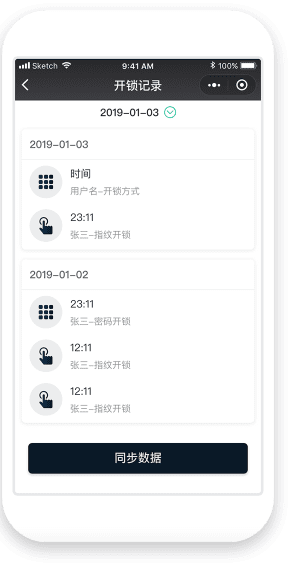 Sketch 9:41 AM 100%
开锁记录
2019-01-03
2019-01-03
时间
用户名-开锁方式
23:11
张三-指纹开锁
2019-01-02
23:11
张三-密码开锁
12:11
张三-指纹开锁
12:11
张三-指纹开锁
同步数据